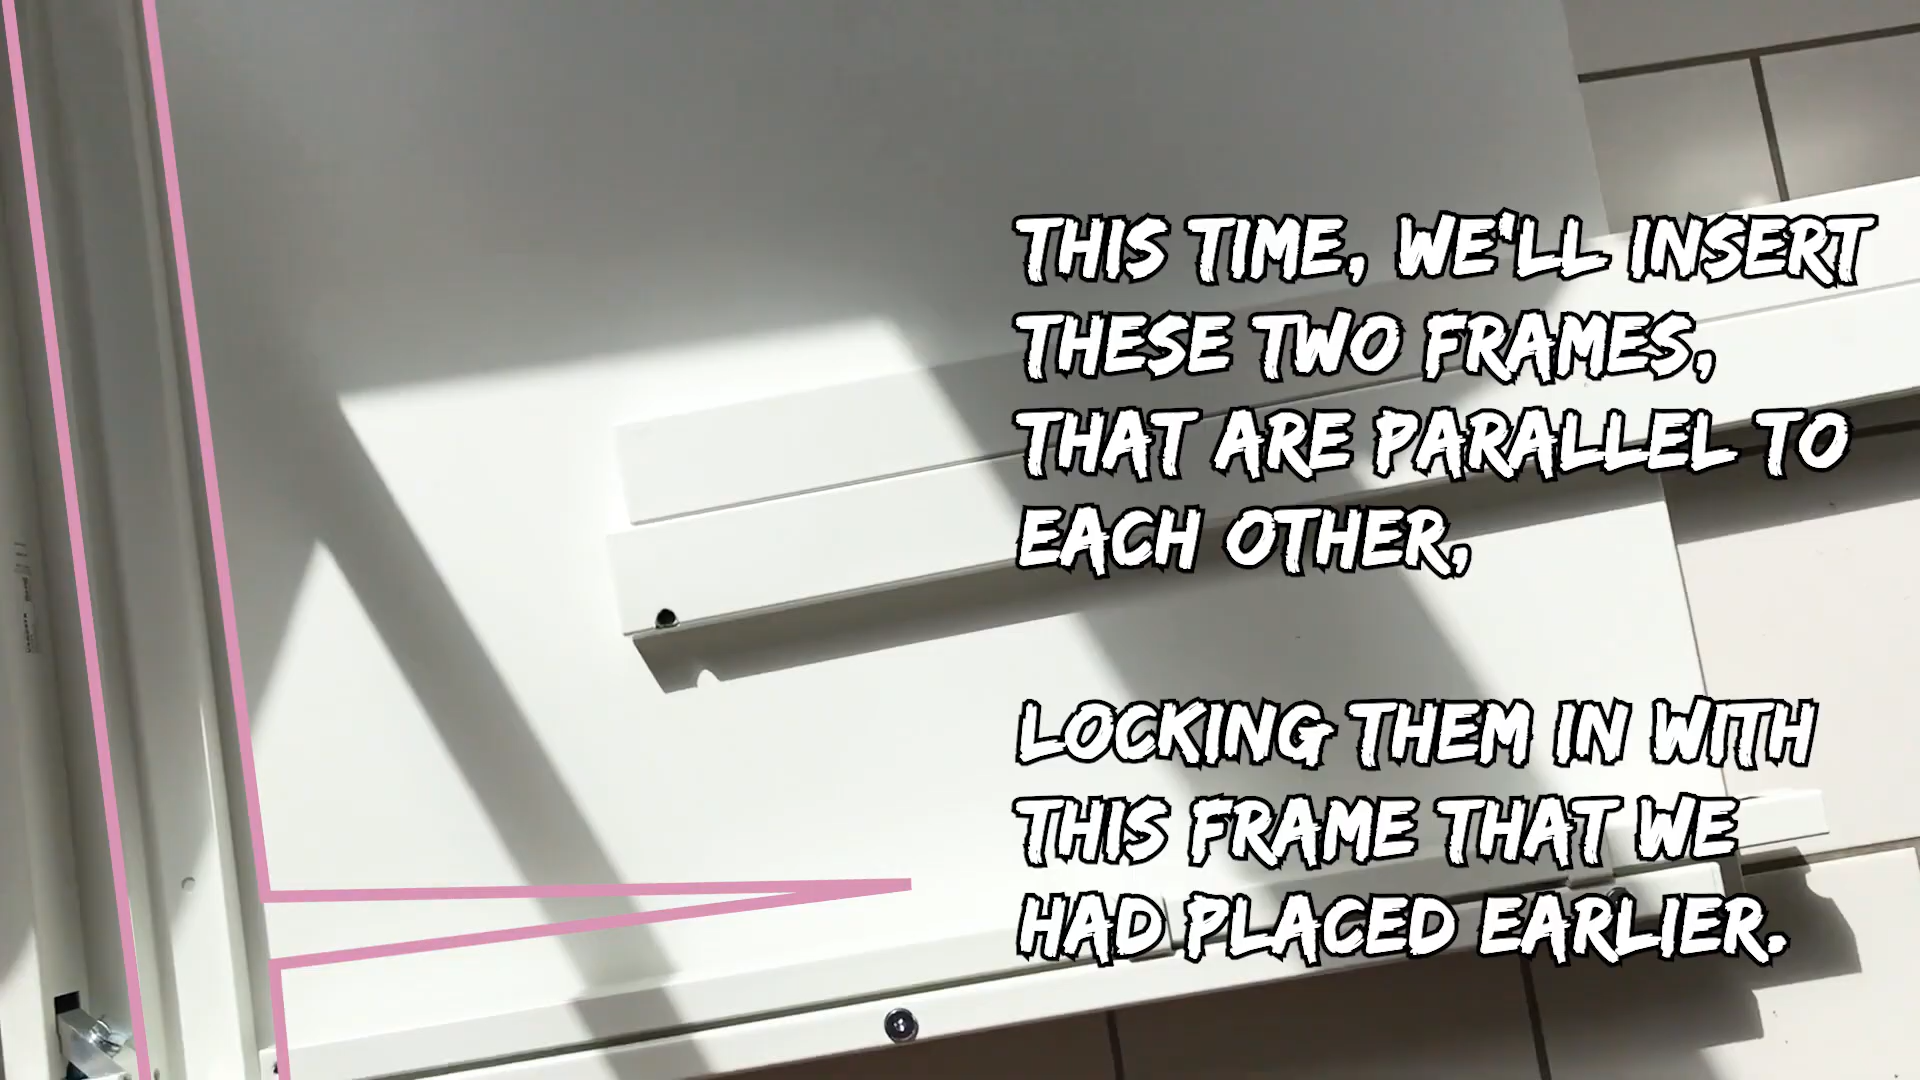 THIS TIME, WE'LL INSERT
THESE TWO FRAMES,
THAT ARE PARALLEL TO
EACH OTHER,
LOCKING THEM IN WITH
THIS FRAME THAT WE
HAD PLACED EARLIER.